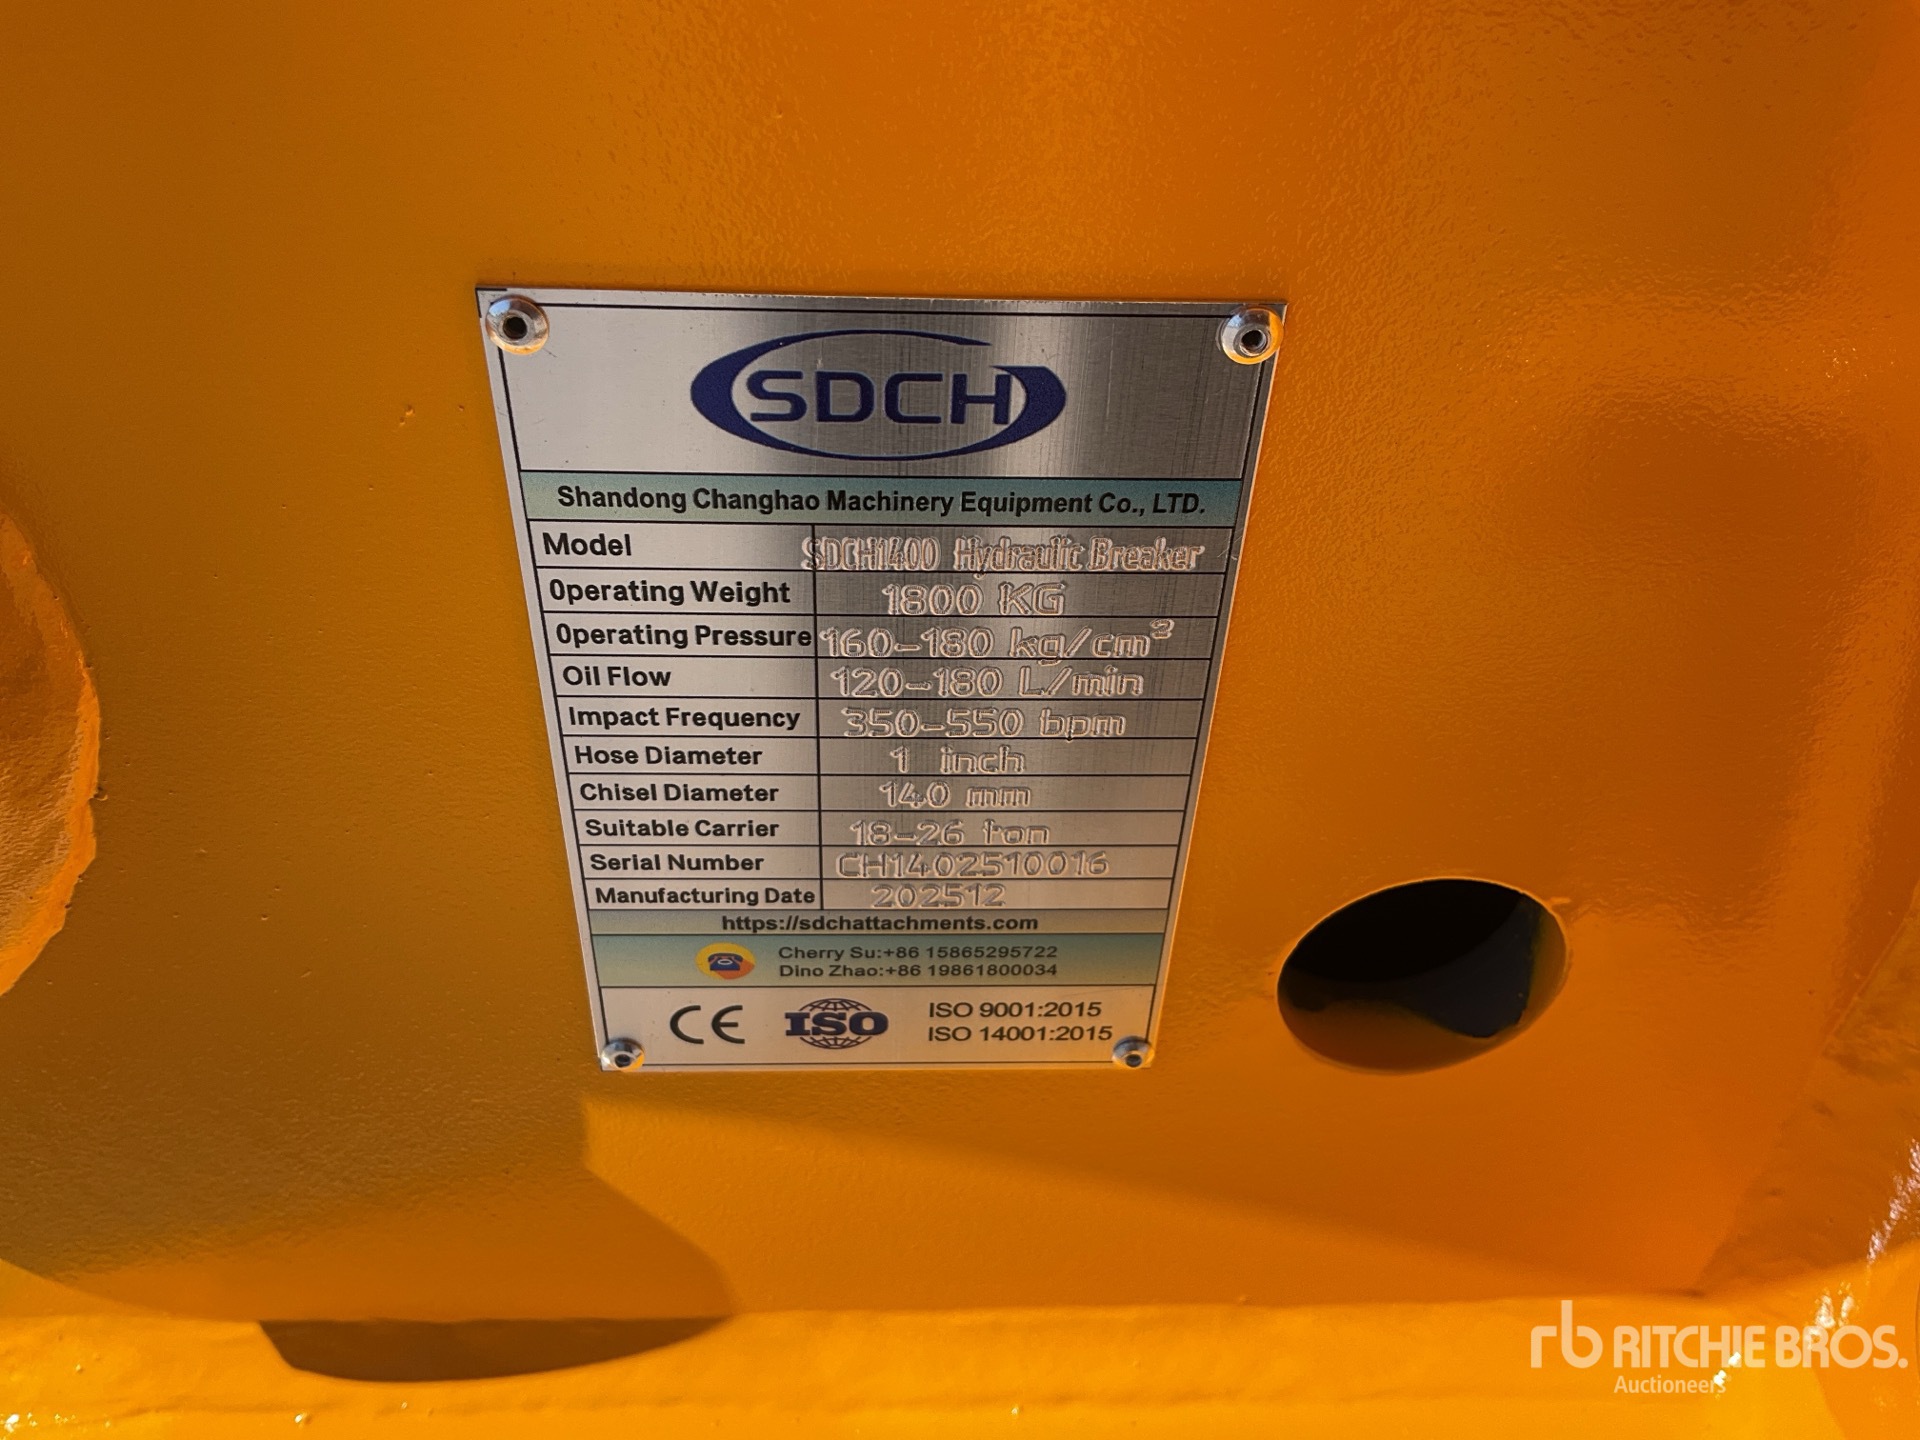 SDCH
Shandong Changhao Machinery Equipment Co., LTD.
Model SDCH1400 Hydraulic Breaker
Operating Weight 1800 KG
Operating Pressure 160-180 kg/cm³
Oil Flow 120-180 L/min
Impact Frequency 350-550 bpm
Hose Diameter 1 inch
Chisel Diameter 140 mm
Suitable Carrier 18-26 ton
Serial Number CH1402510016
Manufacturing Date 202512
https://sdchattachments.com
Cherry Su:+86 15865295722
Dino Zhao:+86 19861800034
CE ISO ISO 9001:2015
ISO 14001:2015
rb RITCHIE BROS.
Auctioneers